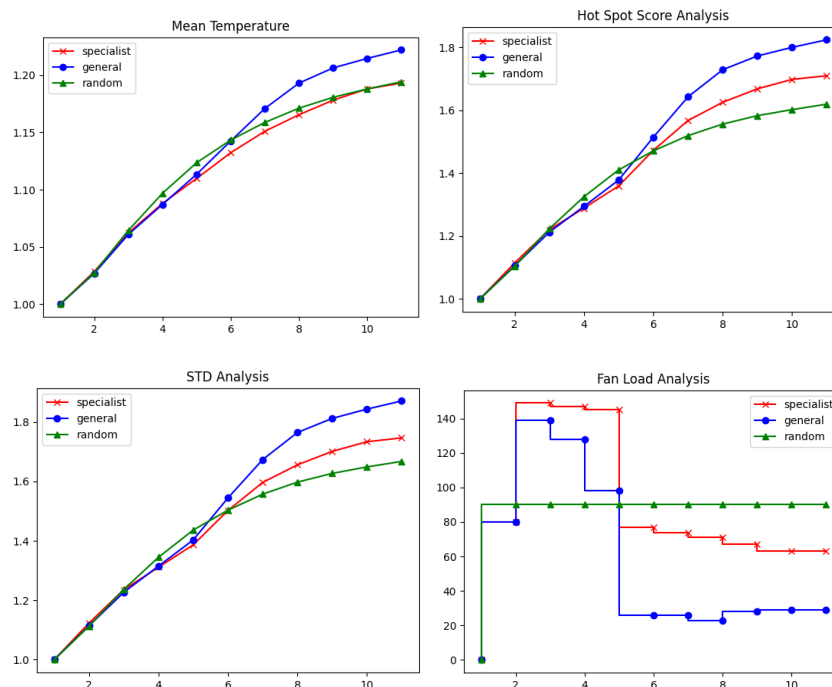 Mean Temperature
specialist
general
random
1.20
1.15
1.10
1.05
1.00
2 4 6 8 10
Hot Spot Score Analysis
specialist
general
random
1.8
1.6
1.4
1.2
1.0
2 4 6 8 10
STD Analysis
specialist
general
random
1.8
1.6
1.4
1.2
1.0
2 4 6 8 10
Fan Load Analysis
specialist
general
random
140
120
100
80
60
40
20
0
2 4 6 8 10